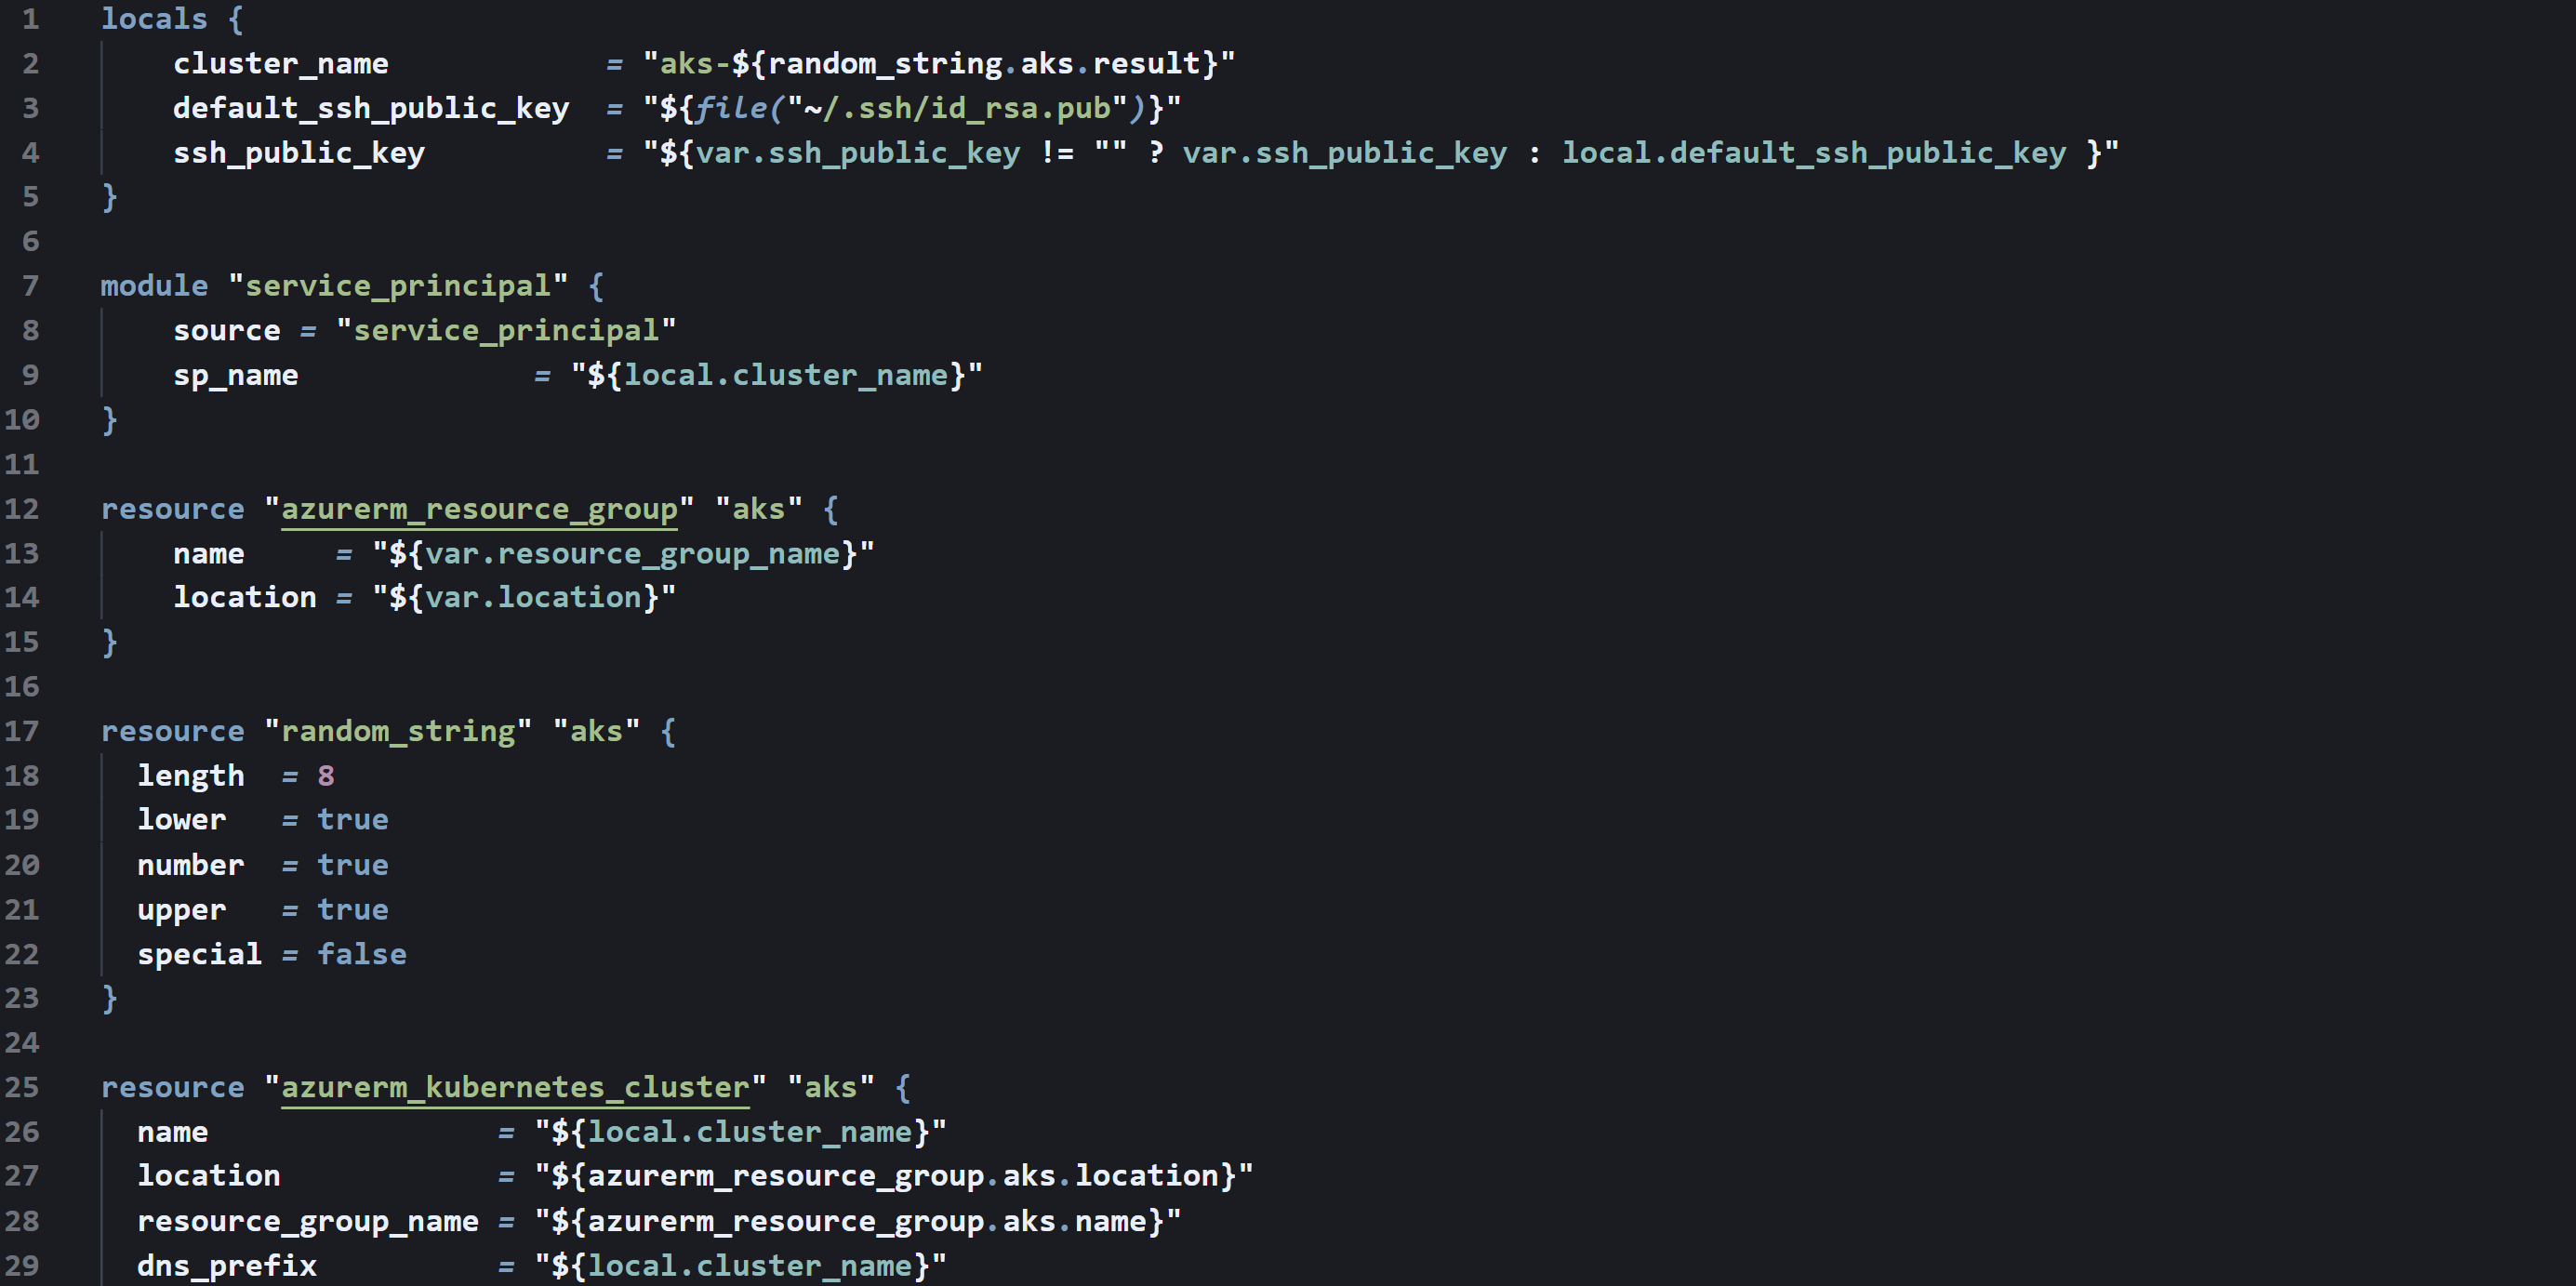 1 locals {
2     cluster_name            = "aks-${random_string.aks.result}"
3     default_ssh_public_key  = "${file("~/.ssh/id_rsa.pub")}"
4     ssh_public_key          = "${var.ssh_public_key != "" ? var.ssh_public_key : local.default_ssh_public_key }"
5 }
6
7 module "service_principal" {
8     source = "service_principal"
9     sp_name             = "${local.cluster_name}"
10 }
11
12 resource "azurerm_resource_group" "aks" {
13     name     = "${var.resource_group_name}"
14     location = "${var.location}"
15 }
16
17 resource "random_string" "aks" {
18   length  = 8
19   lower   = true
20   number  = true
21   upper   = true
22   special = false
23 }
24
25 resource "azurerm_kubernetes_cluster" "aks" {
26   name                = "${local.cluster_name}"
27   location            = "${azurerm_resource_group.aks.location}"
28   resource_group_name = "${azurerm_resource_group.aks.name}"
29   dns_prefix          = "${local.cluster_name}"